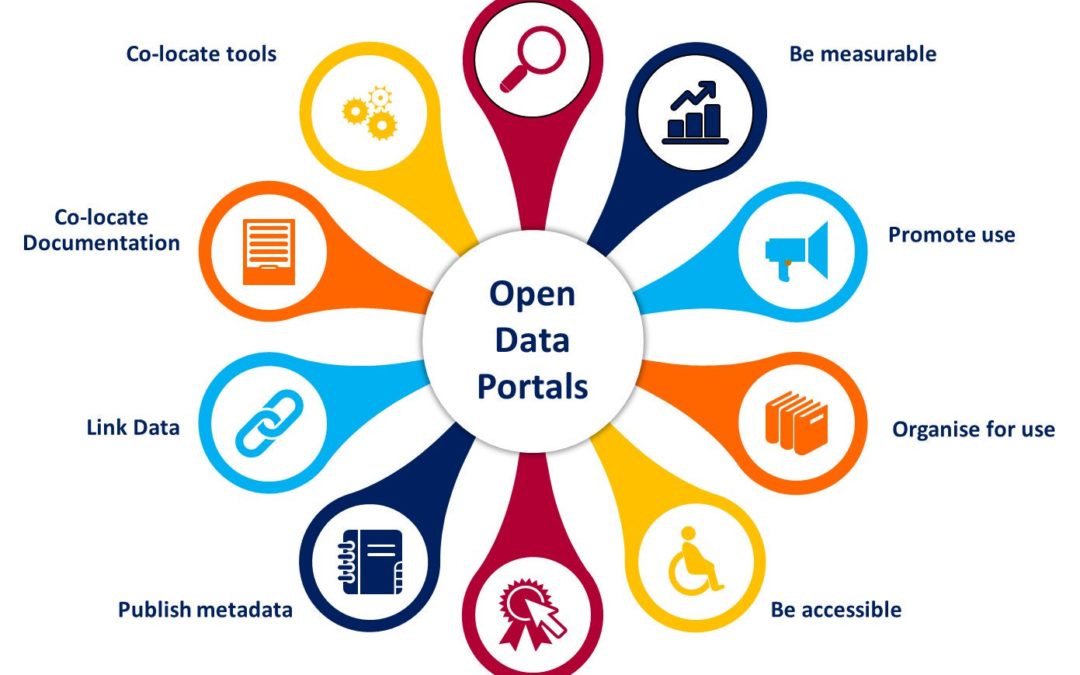 Co-locate tools
Be measurable
Co-locate
Documentation
Promote use
Open
Data
Portals
Link Data
Organise for use
Publish metadata
Be accessible